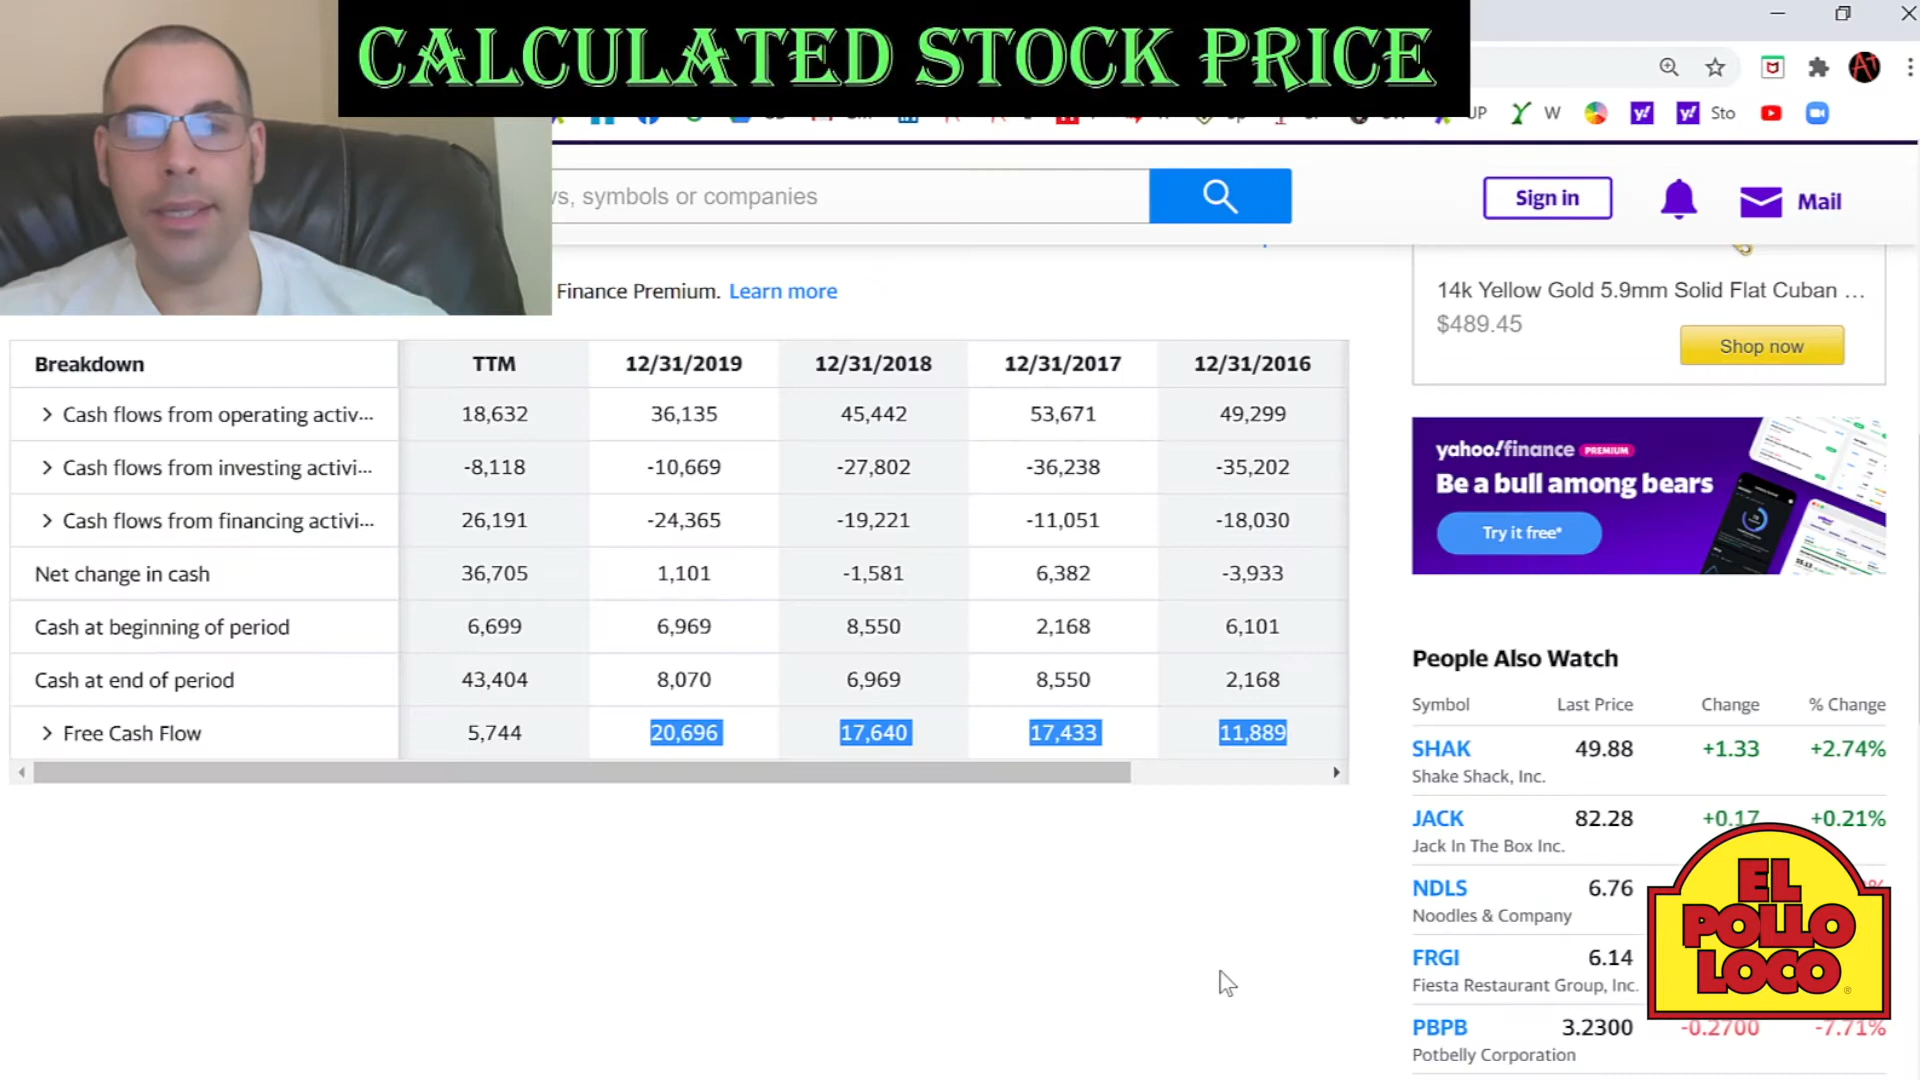 CALCULATED STOCK PRICE
UP
W
Sto
s, symbols or companies
Sign in
Mail
Finance Premium. Learn more
14k Yellow Gold 5.9mm Solid Flat Cuban …
$489.45
Shop now
Breakdown TTM 12/31/2019 12/31/2018 12/31/2017 12/31/2016
Cash flows from operating activ... 18,632 36,135 45,442 53,671 49,299
Cash flows from investing activi... -8,118 -10,669 -27,802 -36,238 -35,202
Cash flows from financing activi... 26,191 -24,365 -19,221 -11,051 -18,030
Net change in cash 36,705 1,101 -1,581 6,382 -3,933
Cash at beginning of period 6,699 6,969 8,550 2,168 6,101
Cash at end of period 43,404 8,070 6,969 8,550 2,168
Free Cash Flow 5,744 20,696 17,640 17,433 11,889
yahoo!finance PREMIUM
Be a bull among bears
Try it free*
People Also Watch
Symbol Last Price Change % Change
SHAK 49.88 +1.33 +2.74%
Shake Shack, Inc.
JACK 82.28 +0.17 +0.21%
Jack In The Box Inc.
NDLS 6.76
Noodles & Company
FRGI 6.14
Fiesta Restaurant Group, Inc.
PBPB 3.2300 -0.2700 -7.71%
Potbelly Corporation
EL
POLLO
LOCO